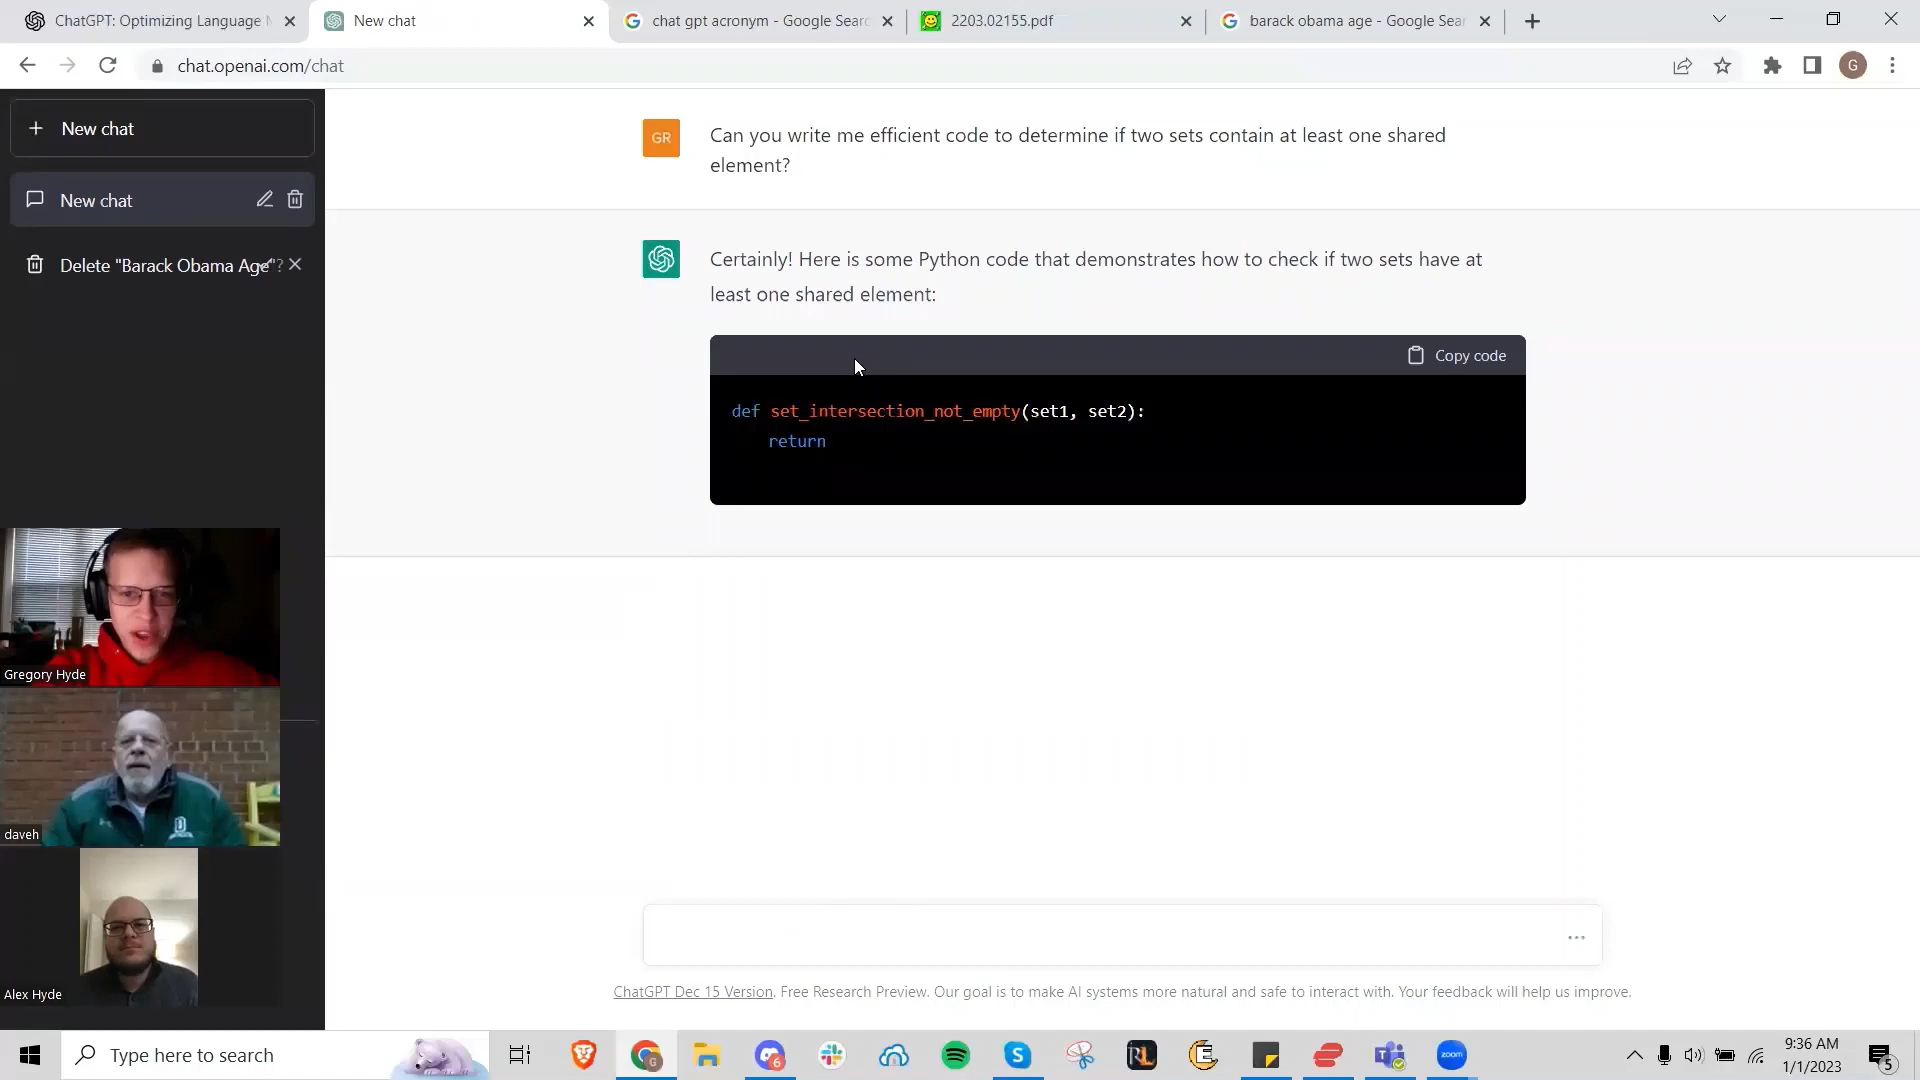 ChatGPT: Optimizing Language M
New chat
chat gpt acronym - Google Searc
2203.02155.pdf
barack obama age - Google Sear
chat.openai.com/chat
G
New chat
New chat
Delete "Barack Obama Age"?
GR
Can you write me efficient code to determine if two sets contain at least one shared
element?
Certainly! Here is some Python code that demonstrates how to check if two sets have at
least one shared element:
Copy code
def set_intersection_not_empty(set1, set2):
return
Gregory Hyde
daveh
Alex Hyde
ChatGPT Dec 15 Version. Free Research Preview. Our goal is to make AI systems more natural and safe to interact with. Your feedback will help us improve.
Type here to search
G
6
RL
zoom
9:36 AM
1/1/2023
5